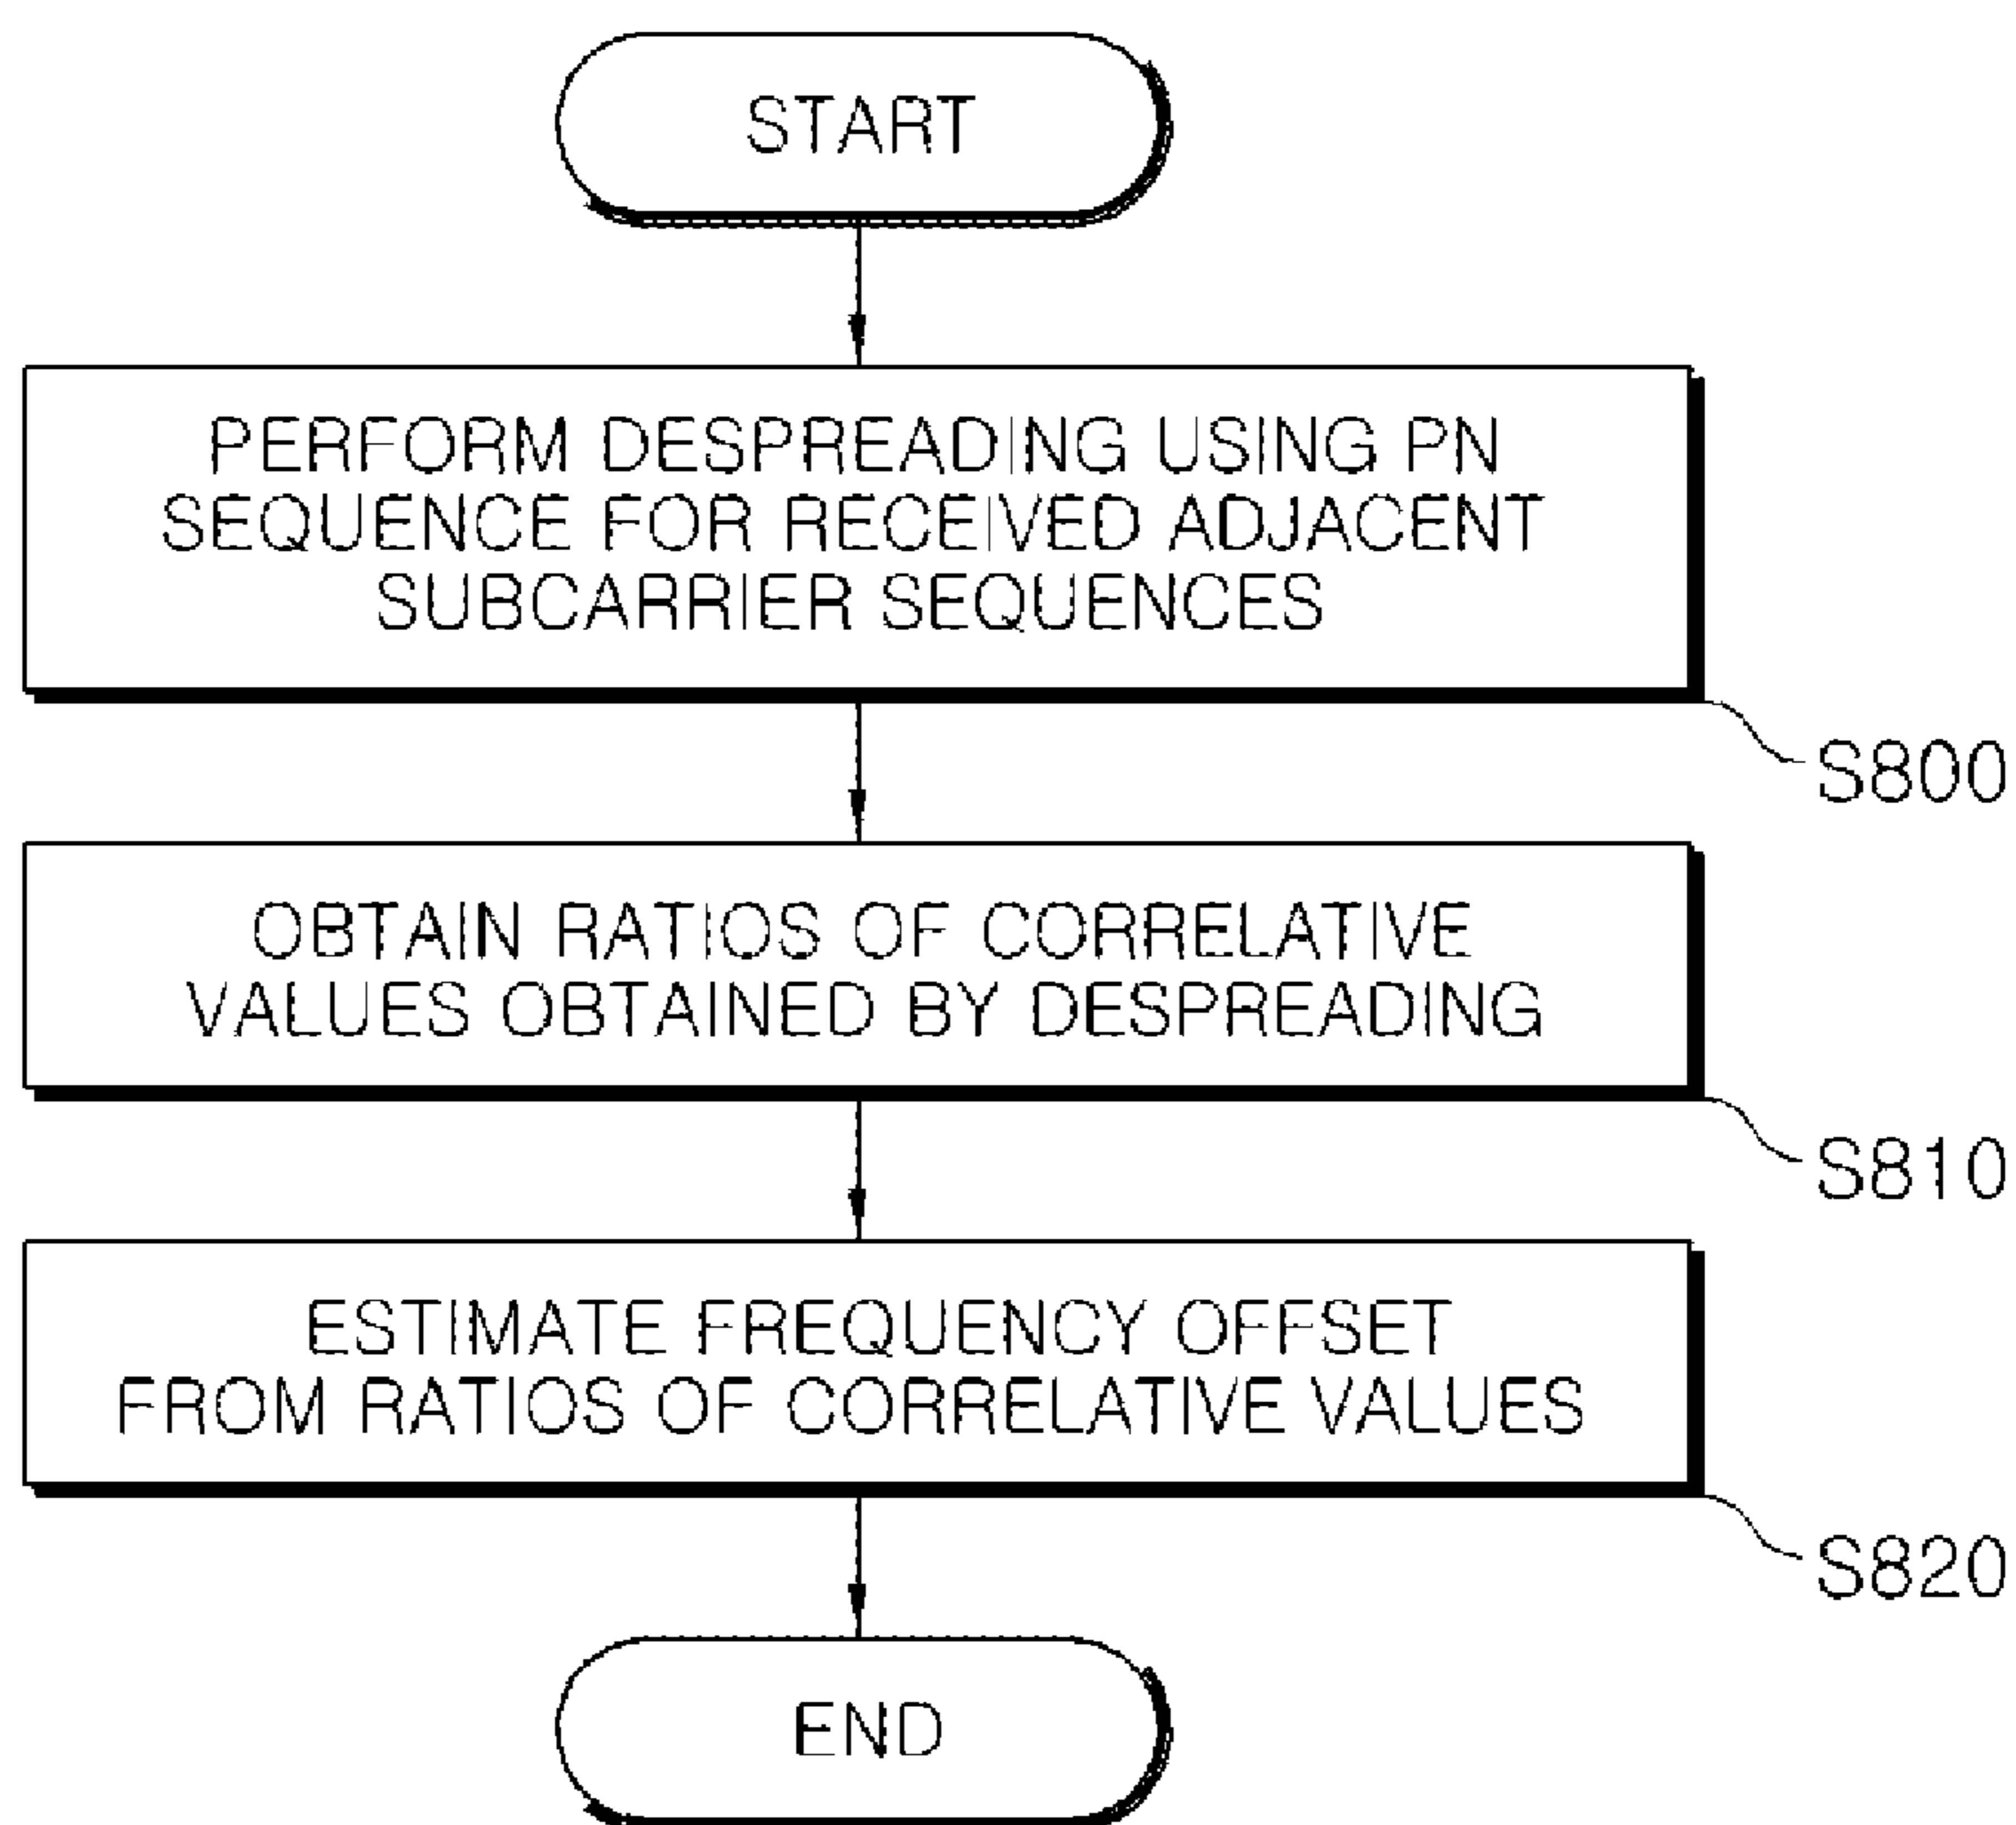 START
PERFORM DESPREADING USING PN
SEQUENCE FOR RECEIVED ADJACENT
SUBCARRIER SEQUENCES
S800
OBTAIN RATIOS OF CORRELATIVE
VALUES OBTAINED BY DESPREADING
S810
ESTIMATE FREQUENCY OFFSET
FROM RATIOS OF CORRELATIVE VALUES
S820
END